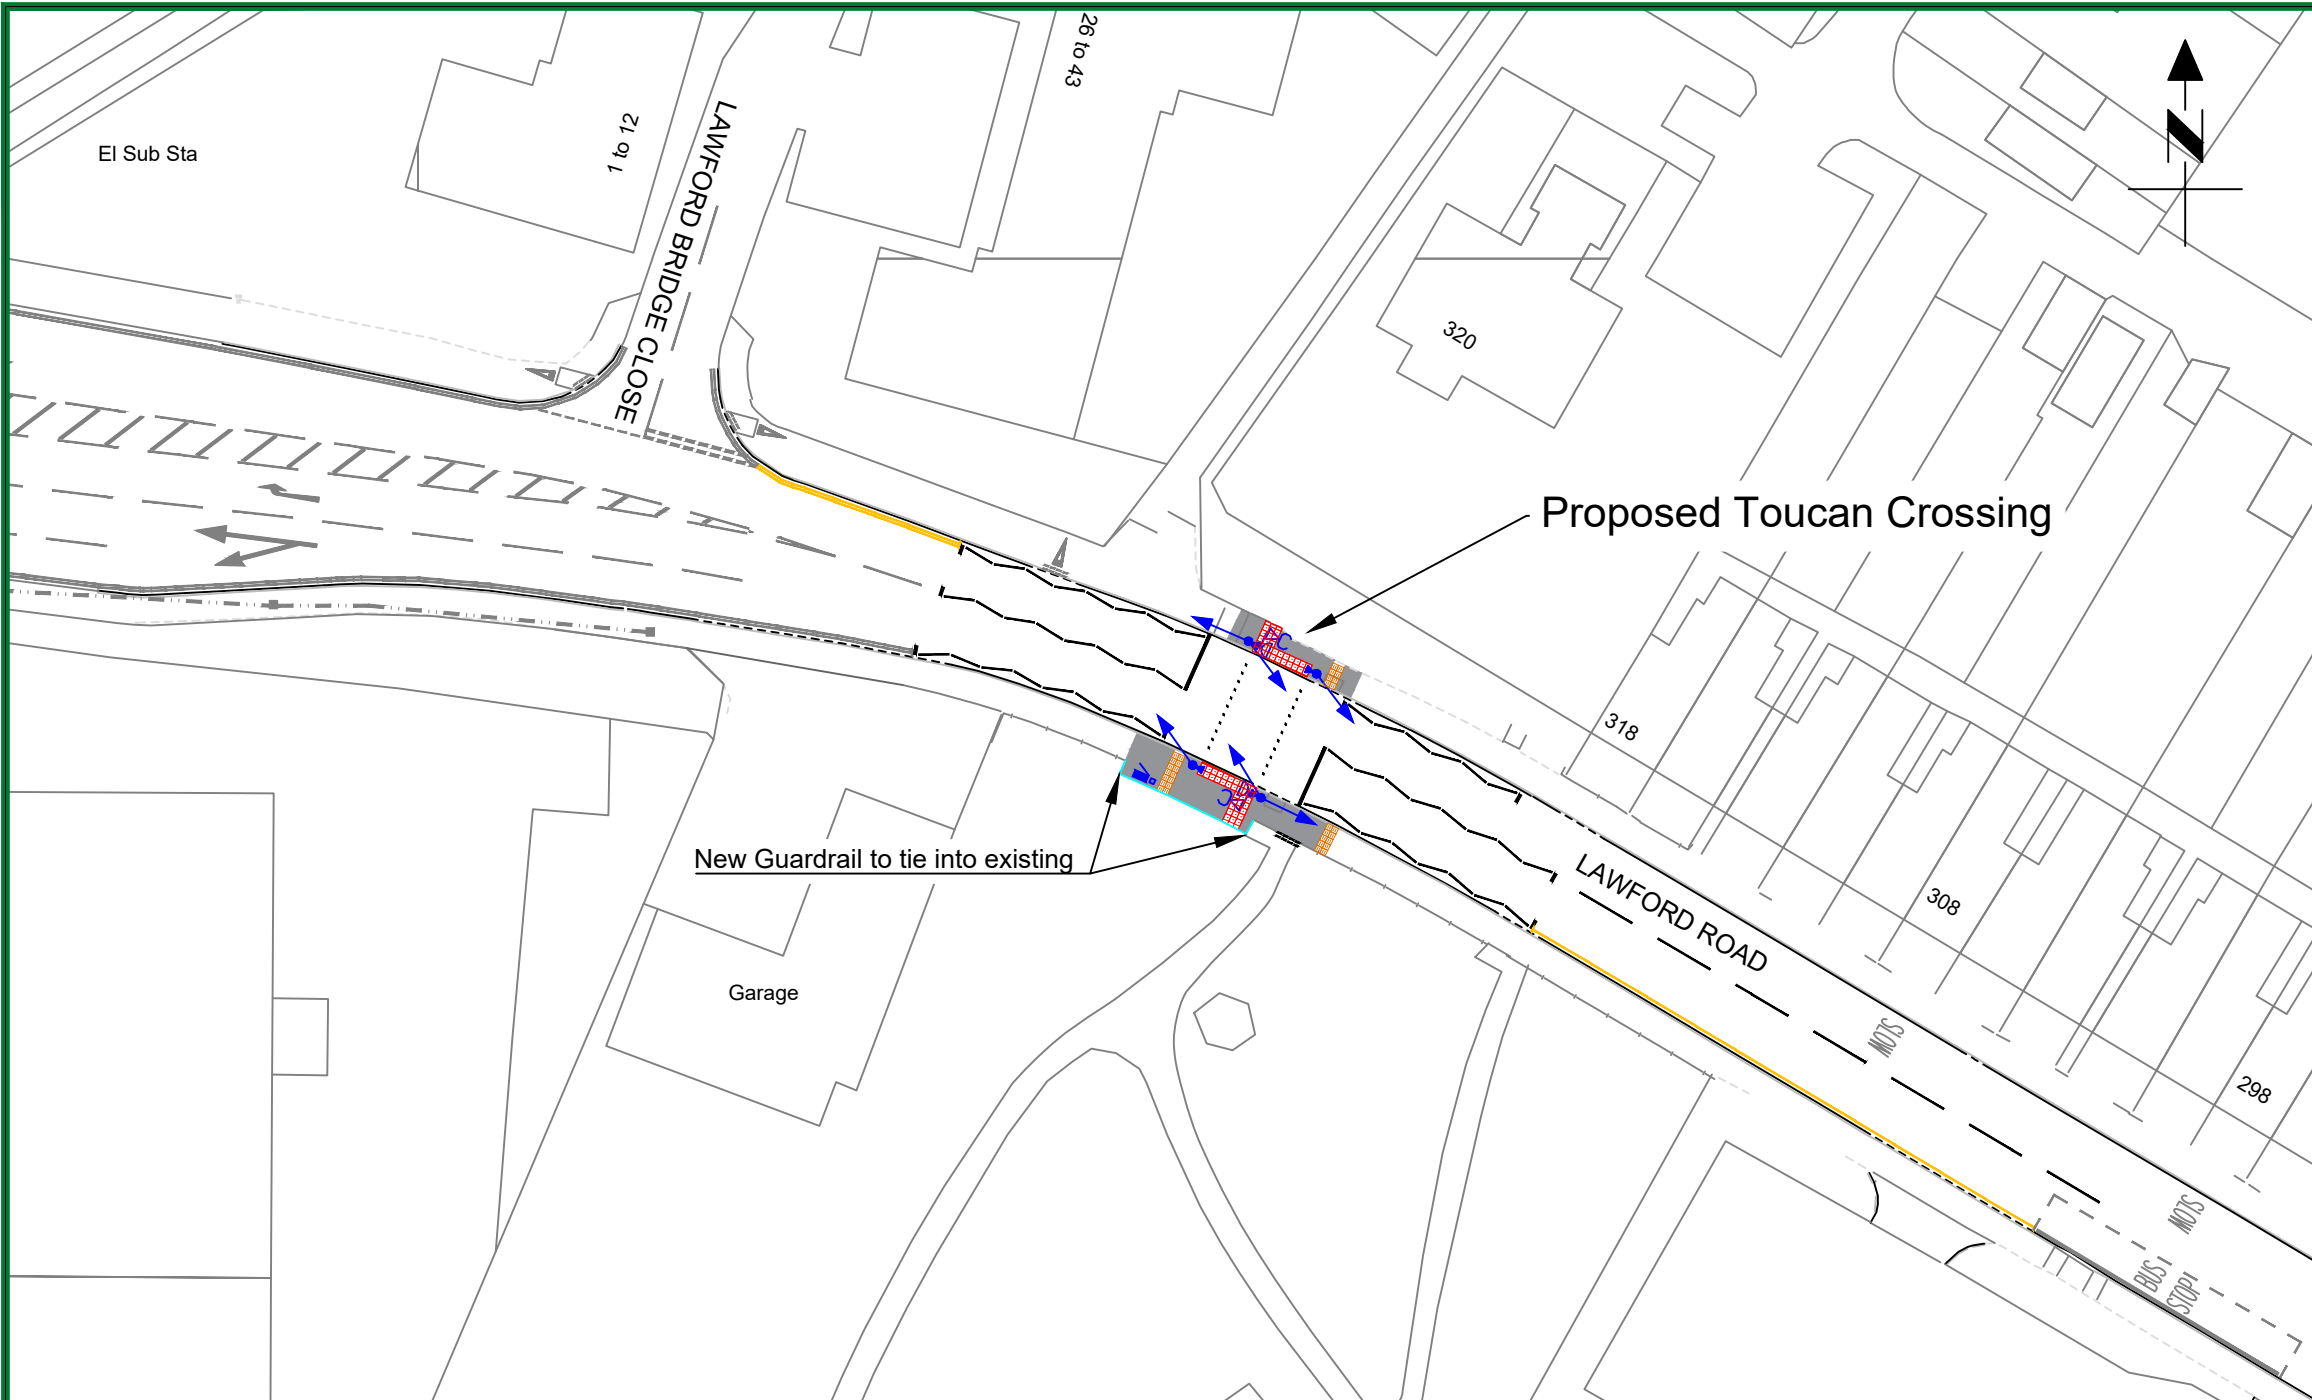 26 to 43
El Sub Sta
1 to 12
LAWFORD BRIDGE CLOSE
N
320
Proposed Toucan Crossing
318
New Guardrail to tie into existing
LAWFORD ROAD
308
Garage
SLOW
298
SLOW
BUS
STOP